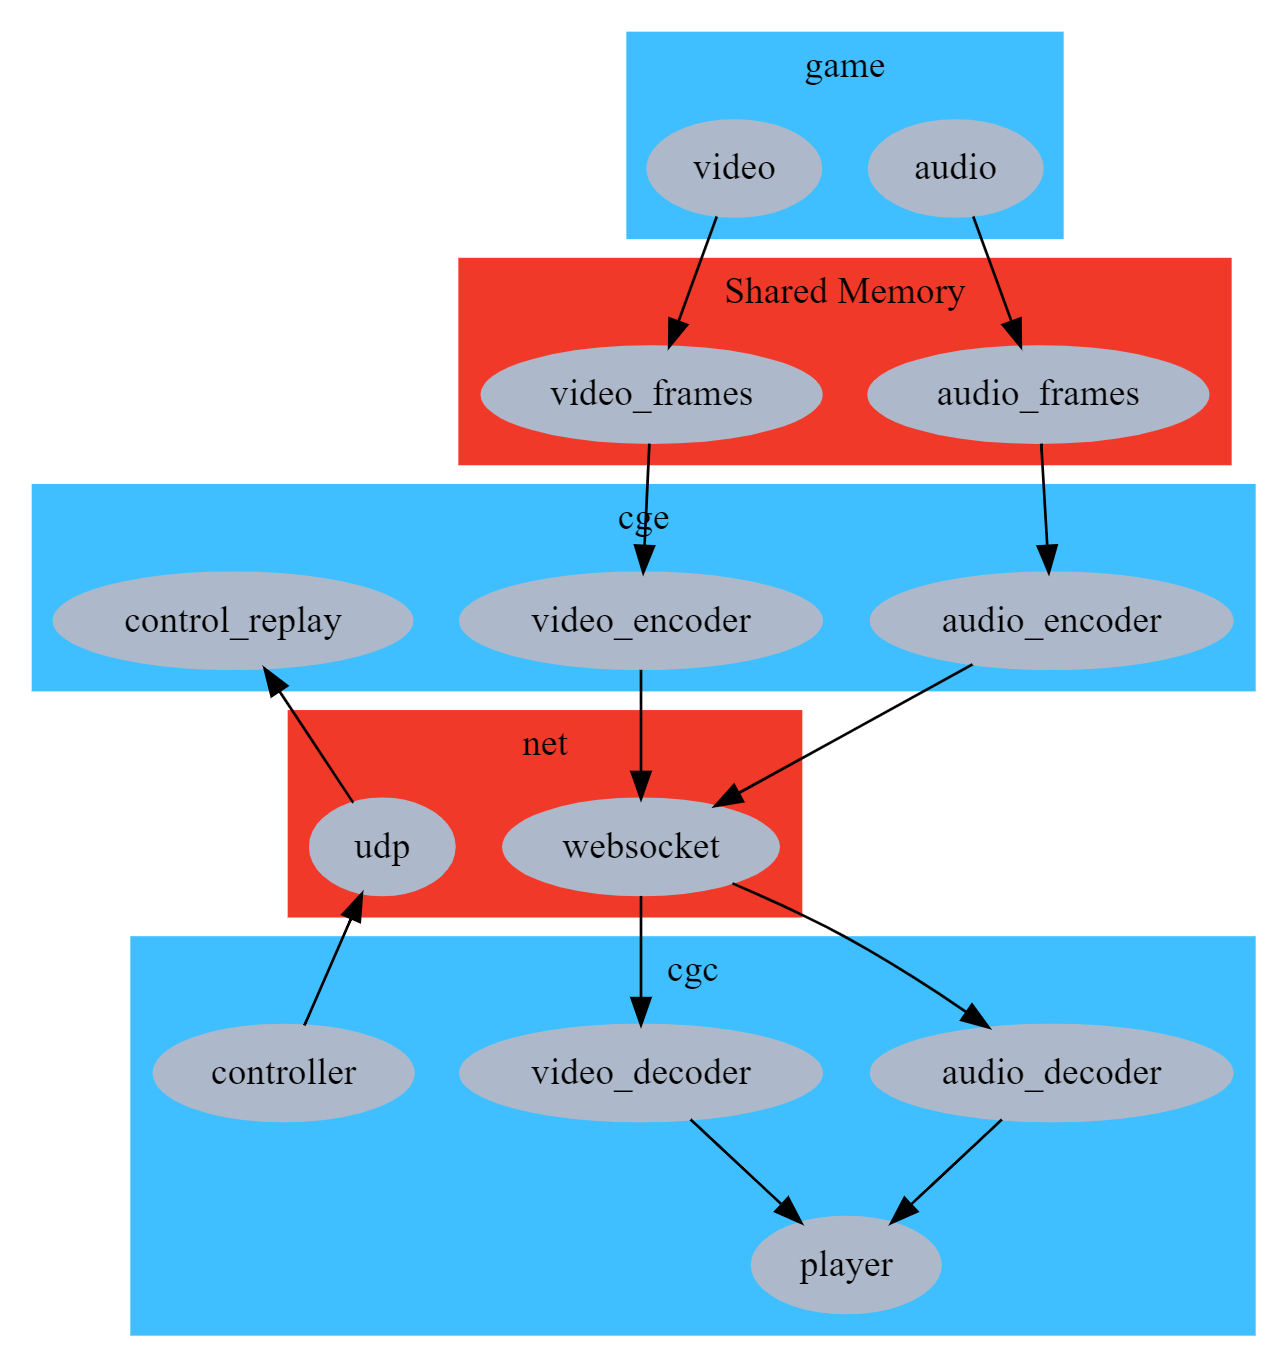 game
video
audio
Shared Memory
video_frames
audio_frames
cge
control_replay
video_encoder
audio_encoder
net
udp
websocket
cgc
controller
video_decoder
audio_decoder
player